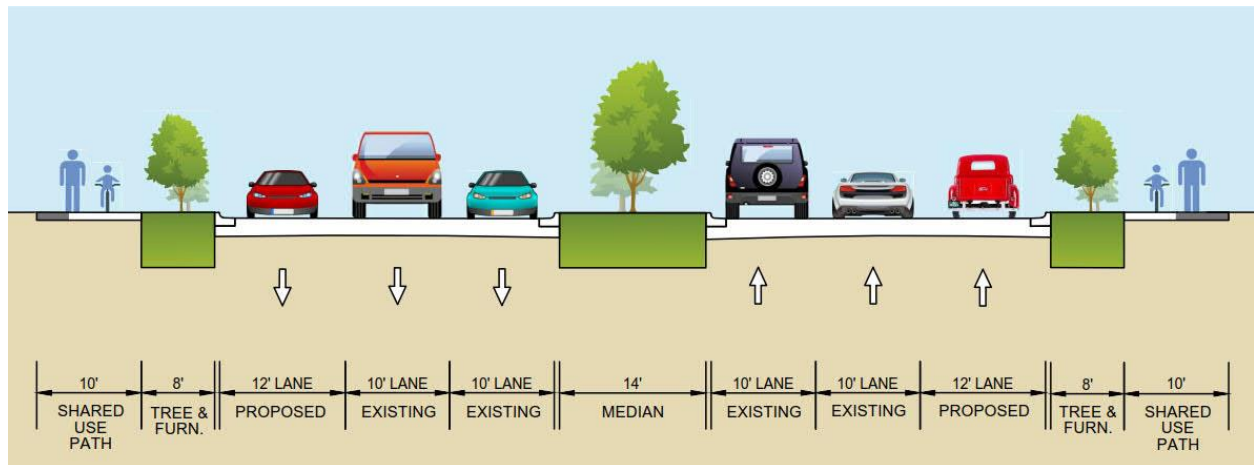 10' 8' 12' LANE 10' LANE 10' LANE 14' 10' LANE 10' LANE 12' LANE 8' 10'
SHARED TREE & PROPOSED EXISTING EXISTING MEDIAN EXISTING EXISTING PROPOSED TREE & SHARED
USE FURN. FURN. USE
PATH PATH